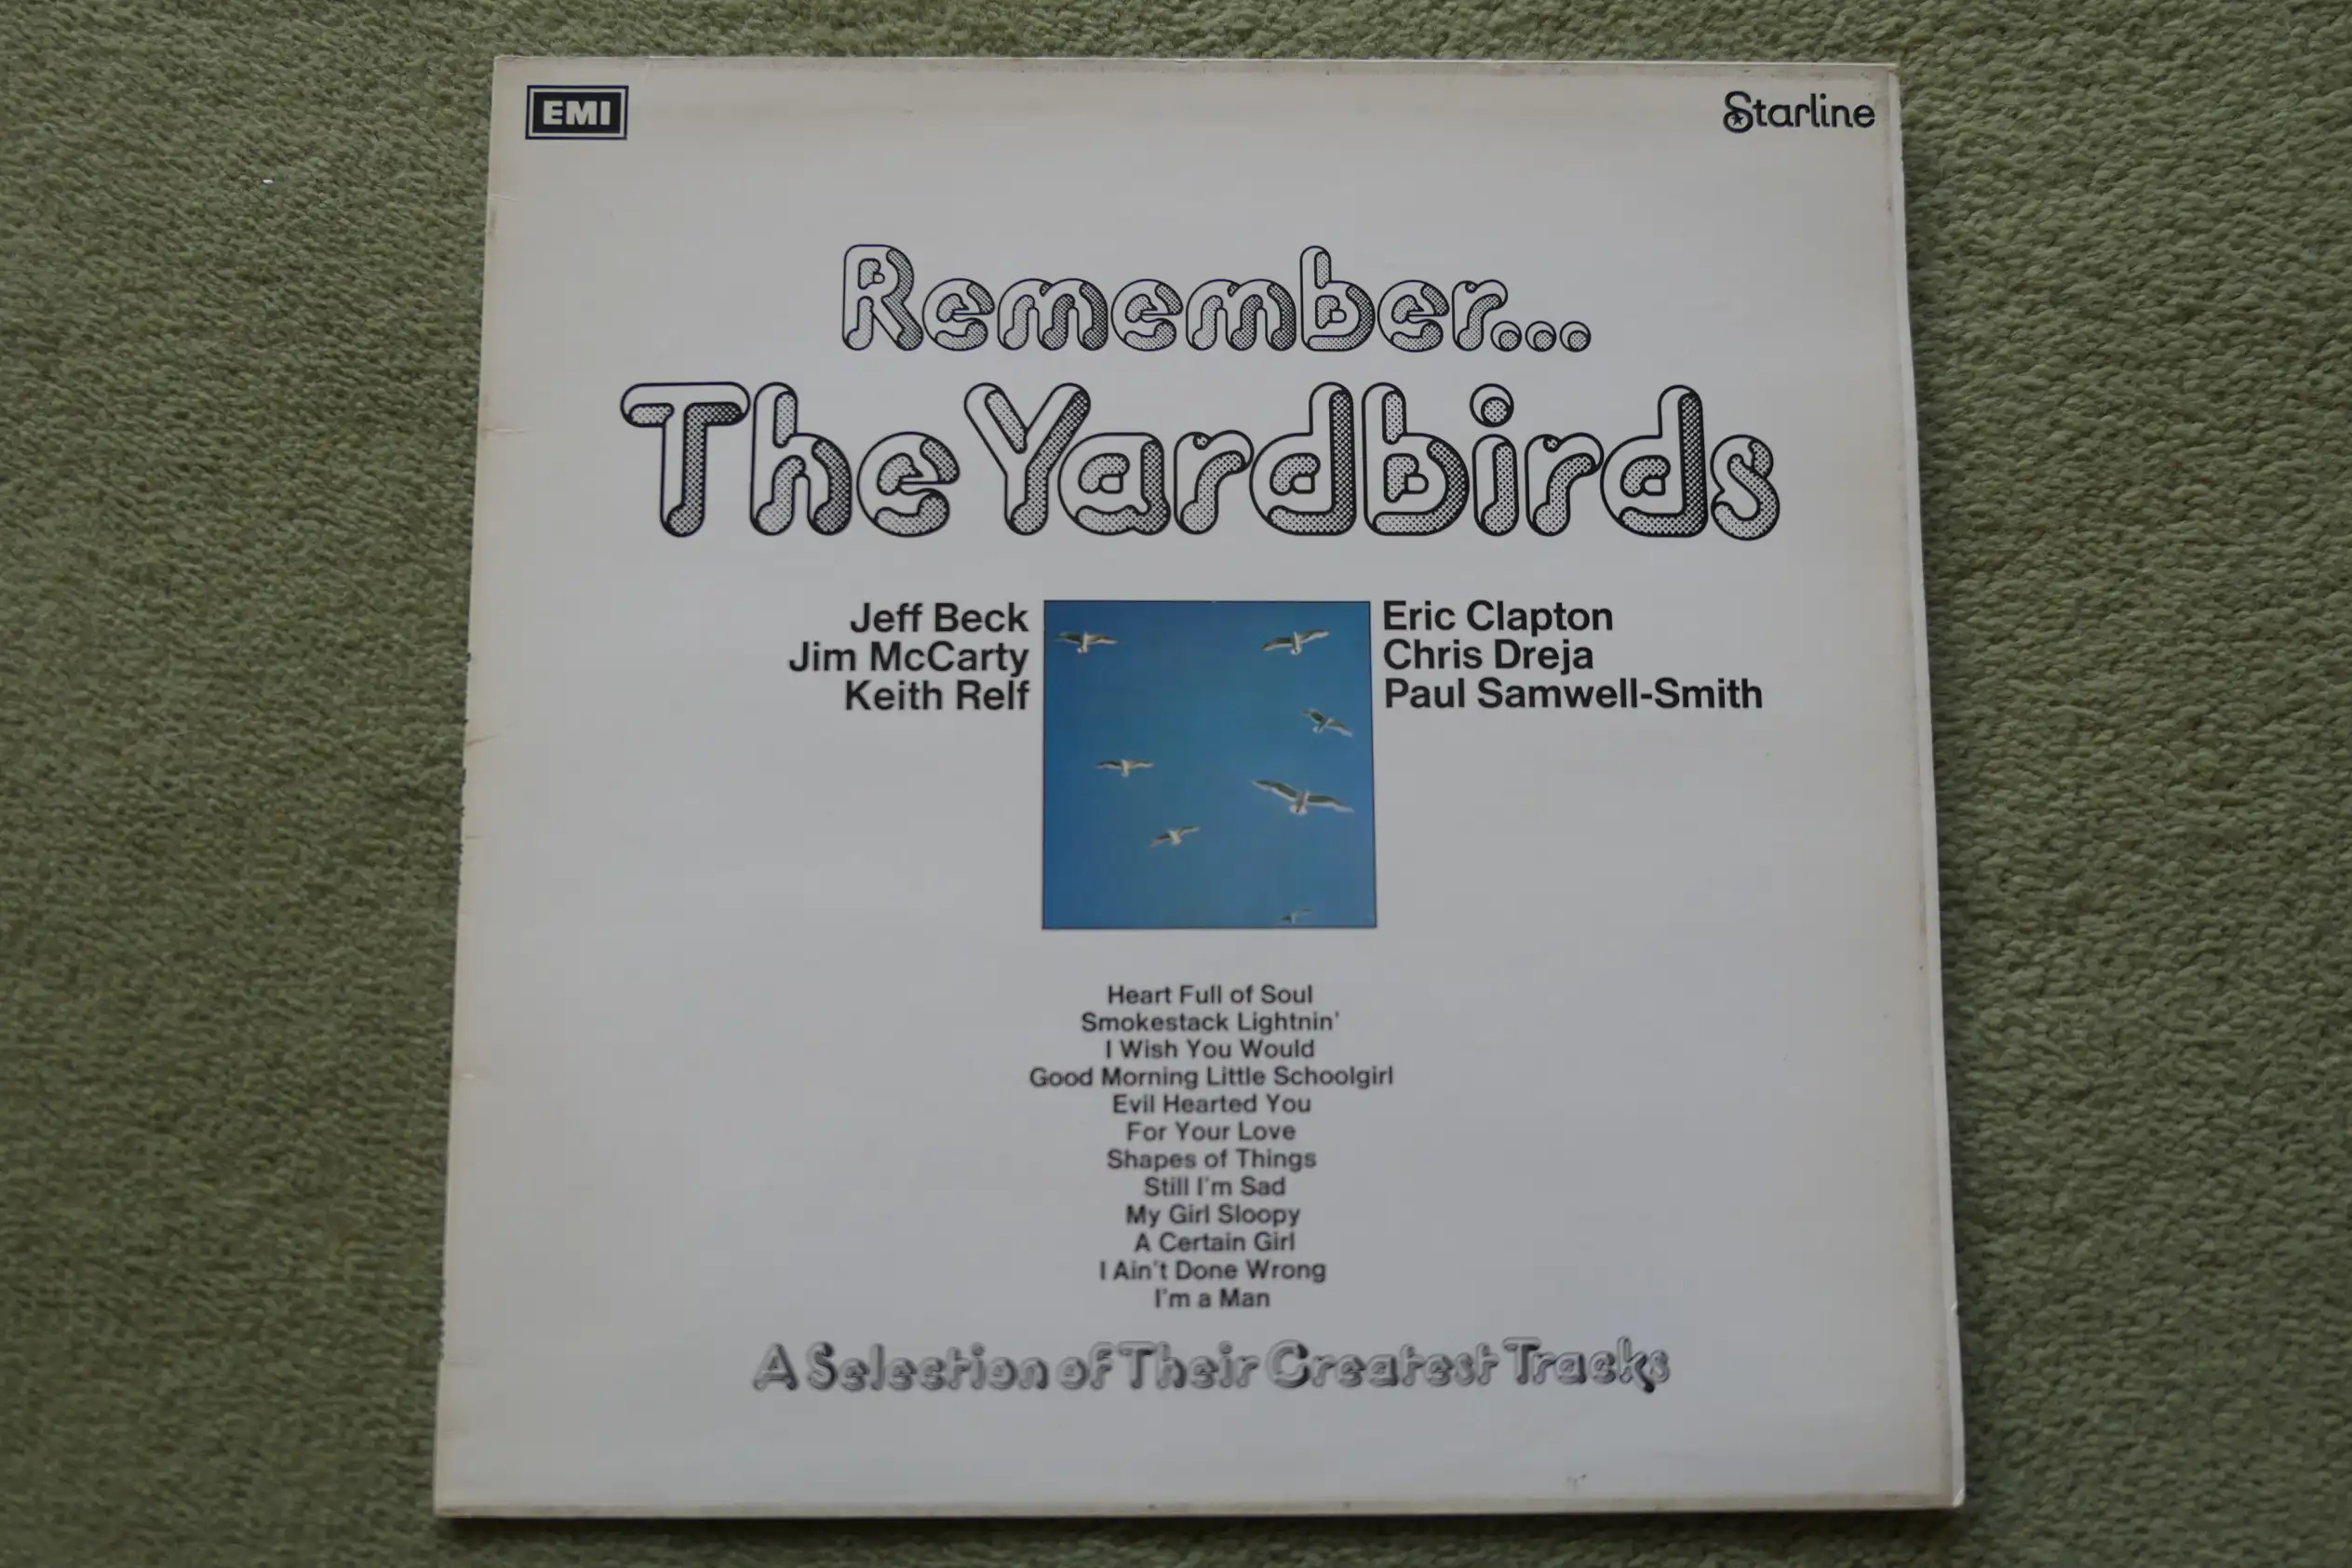 EMI
Starline
Remember...
The Yardbirds
Jeff Beck
Jim McCarty
Keith Relf
Eric Clapton
Chris Dreja
Paul Samwell-Smith
Heart Full of Soul
Smokestack Lightnin'
I Wish You Would
Good Morning Little Schoolgirl
Evil Hearted You
For Your Love
Shapes of Things
Still I'm Sad
My Girl Sloopy
A Certain Girl
I Ain't Done Wrong
I'm a Man
A Selection of Their Greatest Tracks